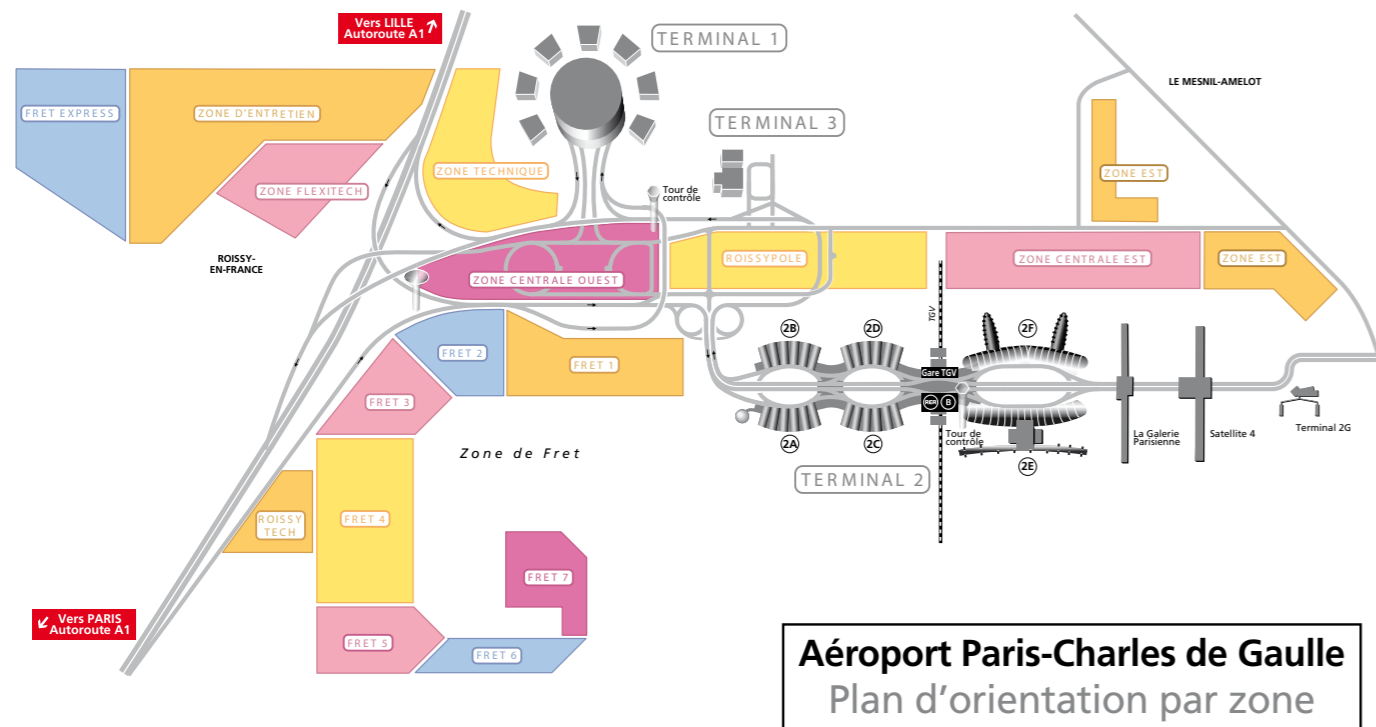 Vers LILLE
Autoroute A1
TERMINAL 1
LE MESNIL-AMELOT
FRET EXPRESS
ZONE D'ENTRETIEN
TERMINAL 3
ZONE TECHNIQUE
ZONE EST
ZONE FLEXITECH
Tour de
contrôle
ROISSY-
EN-FRANCE
ROISSYPOLE
ZONE CENTRALE EST
ZONE EST
ZONE CENTRALE OUEST
TGV
2B
2D
2F
FRET 2
FRET 1
Gare TGV
FRET 3
RER B
2A
2C
Tour de
contrôle
2E
La Galerie
Parisienne
Satellite 4
Terminal 2G
Zone de Fret
TERMINAL 2
FRET 4
ROISSY
TECH
FRET 7
Vers PARIS
Autoroute A1
FRET 5
FRET 6
Aéroport Paris-Charles de Gaulle
Plan d'orientation par zone